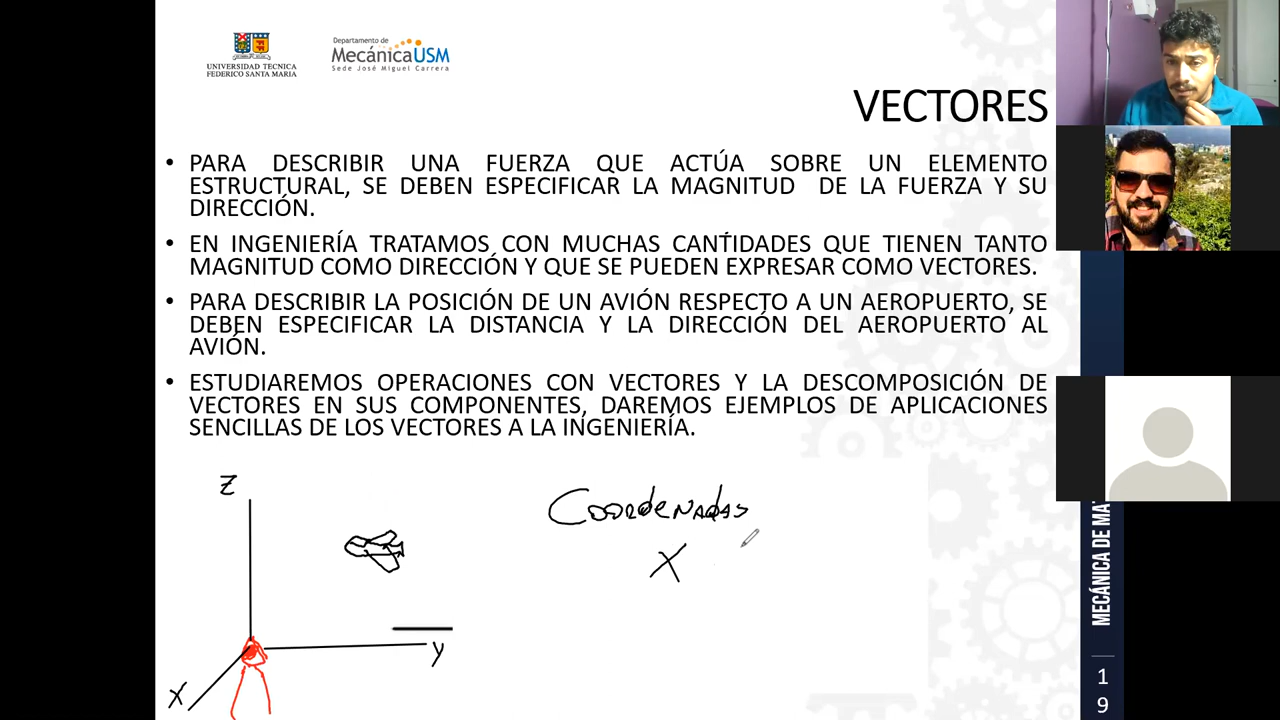 UNIVERSIDAD TECNICA
FEDERICO SANTA MARIA
Departamento de
MecánicaUSM
Sede José Miguel Carrera
VECTORES
• PARA DESCRIBIR UNA FUERZA QUE ACTÚA SOBRE UN ELEMENTO
ESTRUCTURAL, SE DEBEN ESPECIFICAR LA MAGNITUD DE LA FUERZA Y SU
DIRECCIÓN.
• EN INGENIERÍA TRATAMOS CON MUCHAS CANTIDADES QUE TIENEN TANTO
MAGNITUD COMO DIRECCIÓN Y QUE SE PUEDEN EXPRESAR COMO VECTORES.
• PARA DESCRIBIR LA POSICIÓN DE UN AVIÓN RESPECTO A UN AEROPUERTO, SE
DEBEN ESPECIFICAR LA DISTANCIA Y LA DIRECCIÓN DEL AEROPUERTO AL
AVIÓN.
• ESTUDIAREMOS OPERACIONES CON VECTORES Y LA DESCOMPOSICIÓN DE
VECTORES EN SUS COMPONENTES, DAREMOS EJEMPLOS DE APLICACIONES
SENCILLAS DE LOS VECTORES A LA INGENIERÍA.
Z
Coordenadas
X
Y
X
MECÁNICA DE MAT
1
9